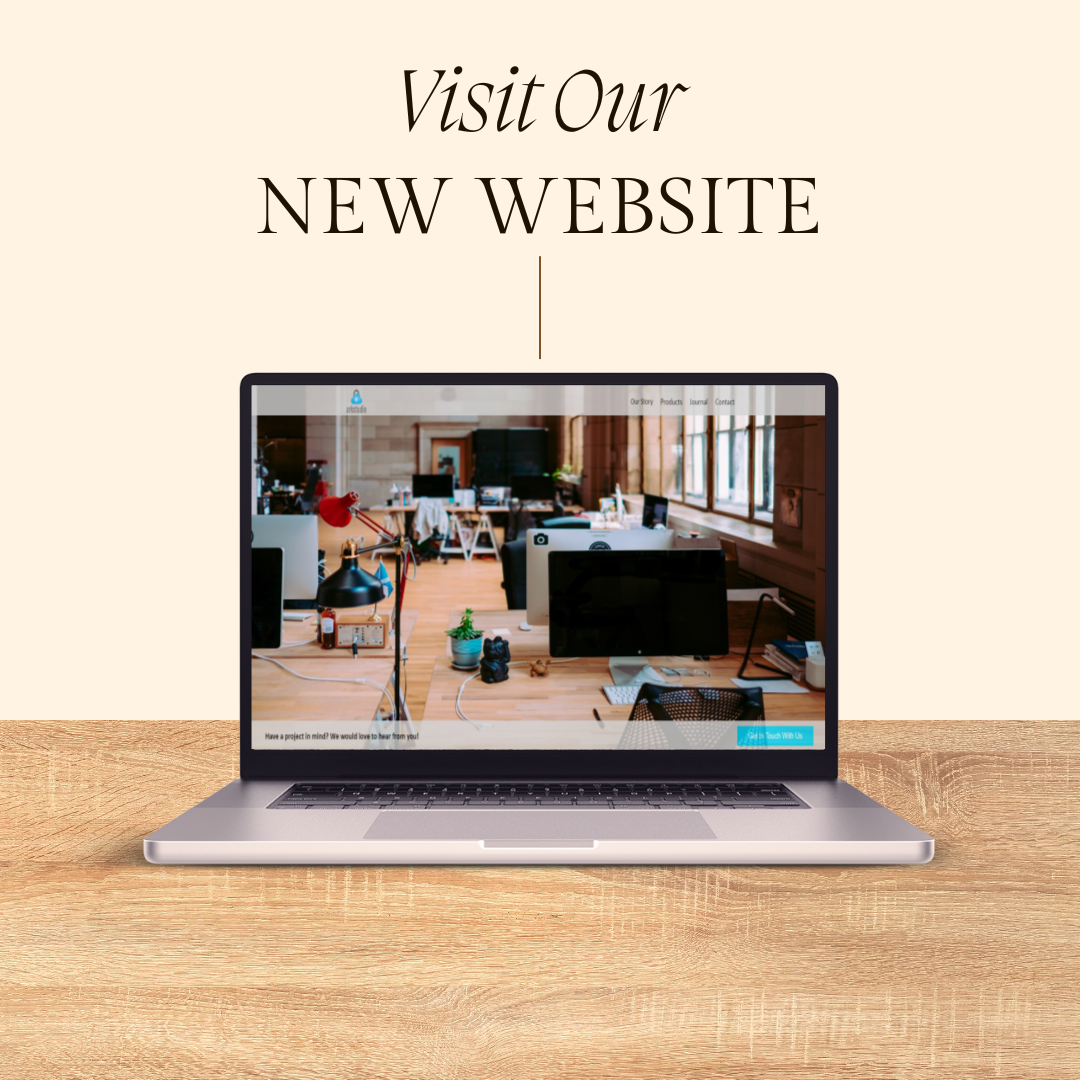 Visit Our
NEW WEBSITE
Our Story Products Journal Contact
Have a project in mind? We would love to hear from you!
Get In Touch With Us